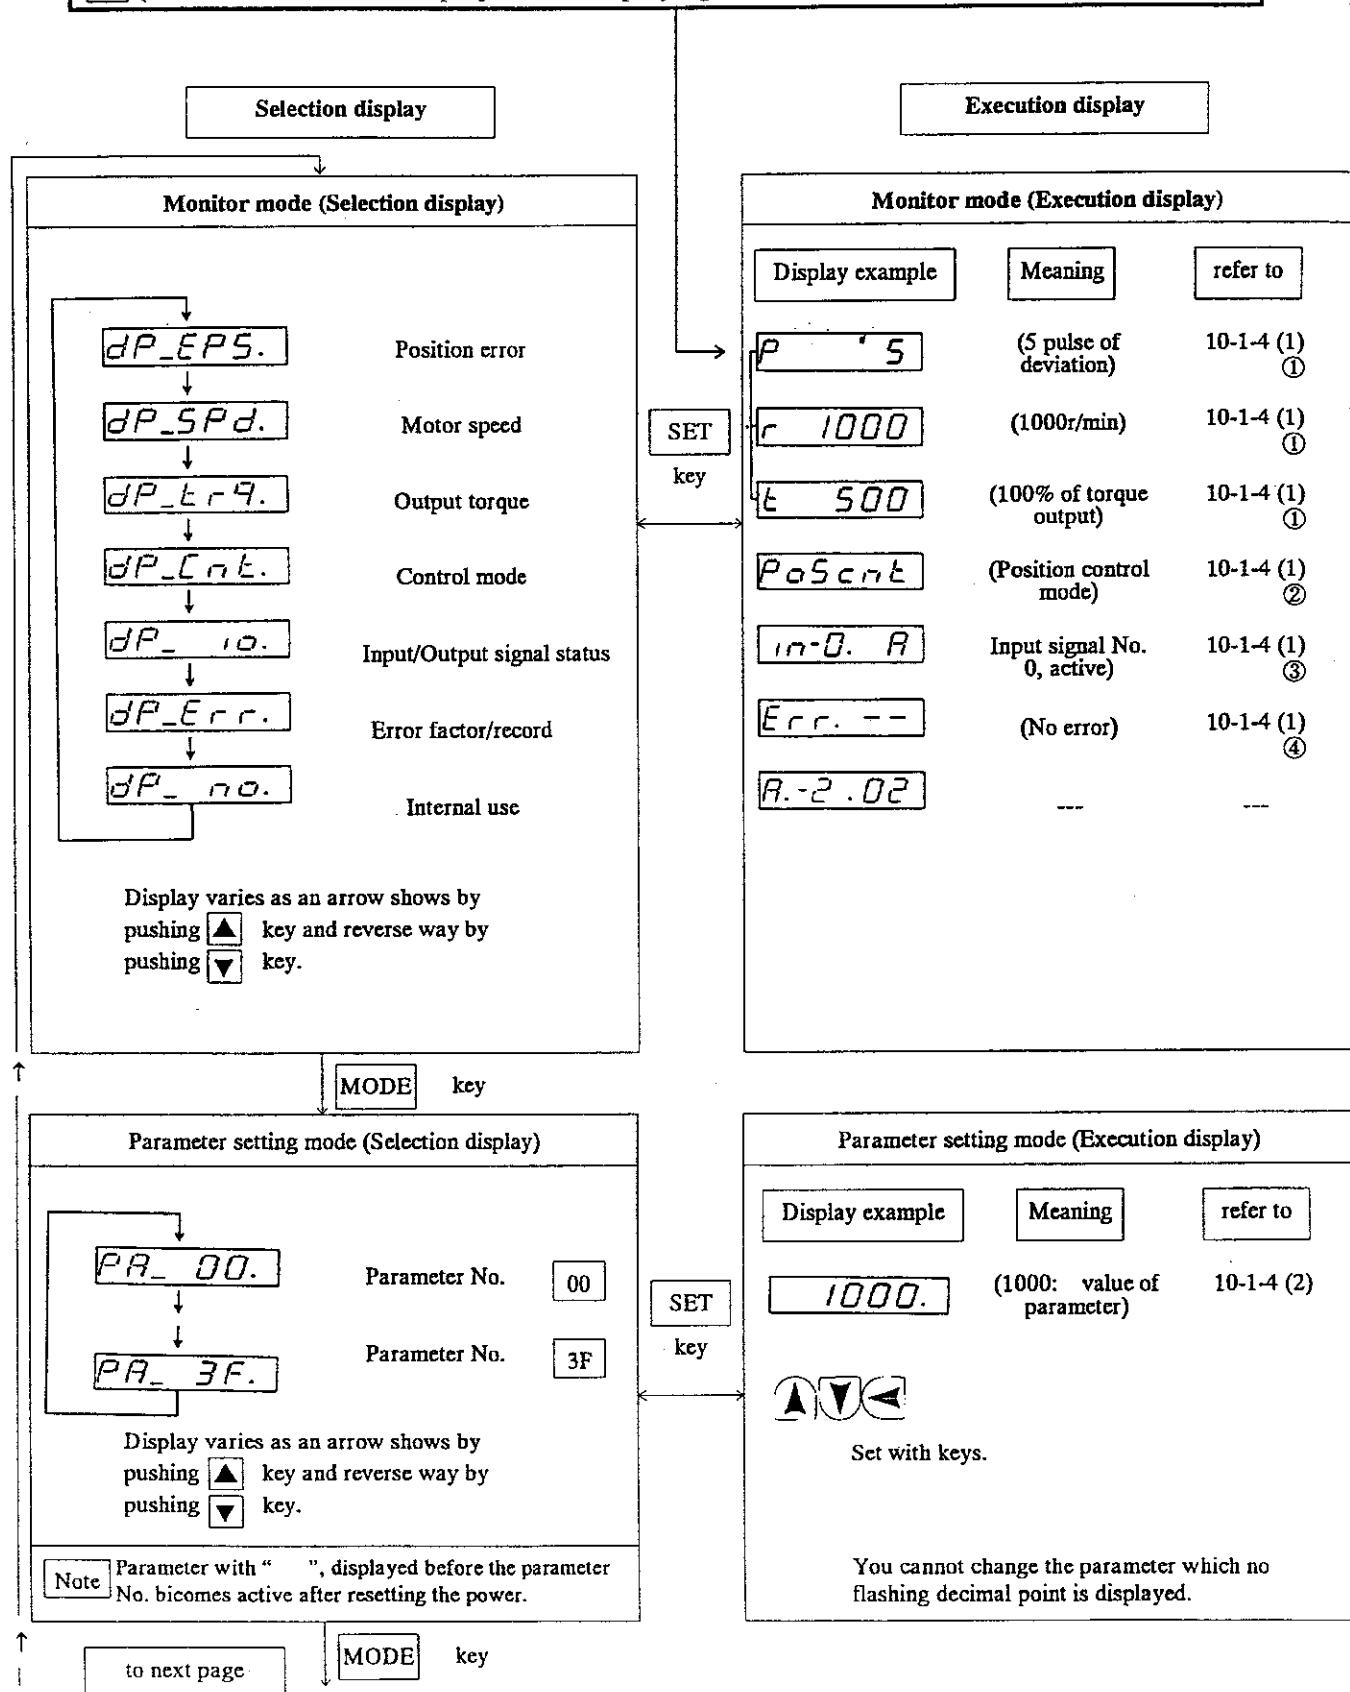 Selection display
Execution display
Monitor mode (Selection display)
dP_EPS. Position error
dP_SPd. Motor speed
dP_trq. Output torque
dP_Cnt. Control mode
dP_ io. Input/Output signal status
dP_Err. Error factor/record
dP_ no. Internal use
Display varies as an arrow shows by
pushing ▲ key and reverse way by
pushing ▼ key.
SET
key
Monitor mode (Execution display)
Display example Meaning refer to
P 5 (5 pulse of deviation) 10-1-4 (1) ①
r 1000 (1000r/min) 10-1-4 (1) ①
t 500 (100% of torque output) 10-1-4 (1) ①
PoScnt (Position control mode) 10-1-4 (1) ②
in-0. A Input signal No. 0, active) 10-1-4 (1) ③
Err. -- (No error) 10-1-4 (1) ④
A.-2.02 --- ---
MODE key
Parameter setting mode (Selection display)
PA_ 00. Parameter No. 00
PA_ 3F. Parameter No. 3F
Display varies as an arrow shows by
pushing ▲ key and reverse way by
pushing ▼ key.
Note Parameter with “ ”, displayed before the parameter
No. bicomes active after resetting the power.
SET
key
Parameter setting mode (Execution display)
Display example Meaning refer to
1000. (1000: value of parameter) 10-1-4 (2)
Set with keys.
You cannot change the parameter which no
flashing decimal point is displayed.
MODE key
to next page